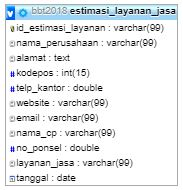 bbt2018 estimasi_layanan_jasa
id_estimasi_layanan : varchar(99)
nama_perusahaan : varchar(99)
alamat : text
kodepos : int(15)
telp_kantor : double
website : varchar(99)
email : varchar(99)
nama_cp : varchar(99)
no_ponsel : double
layanan_jasa : varchar(99)
tanggal : date